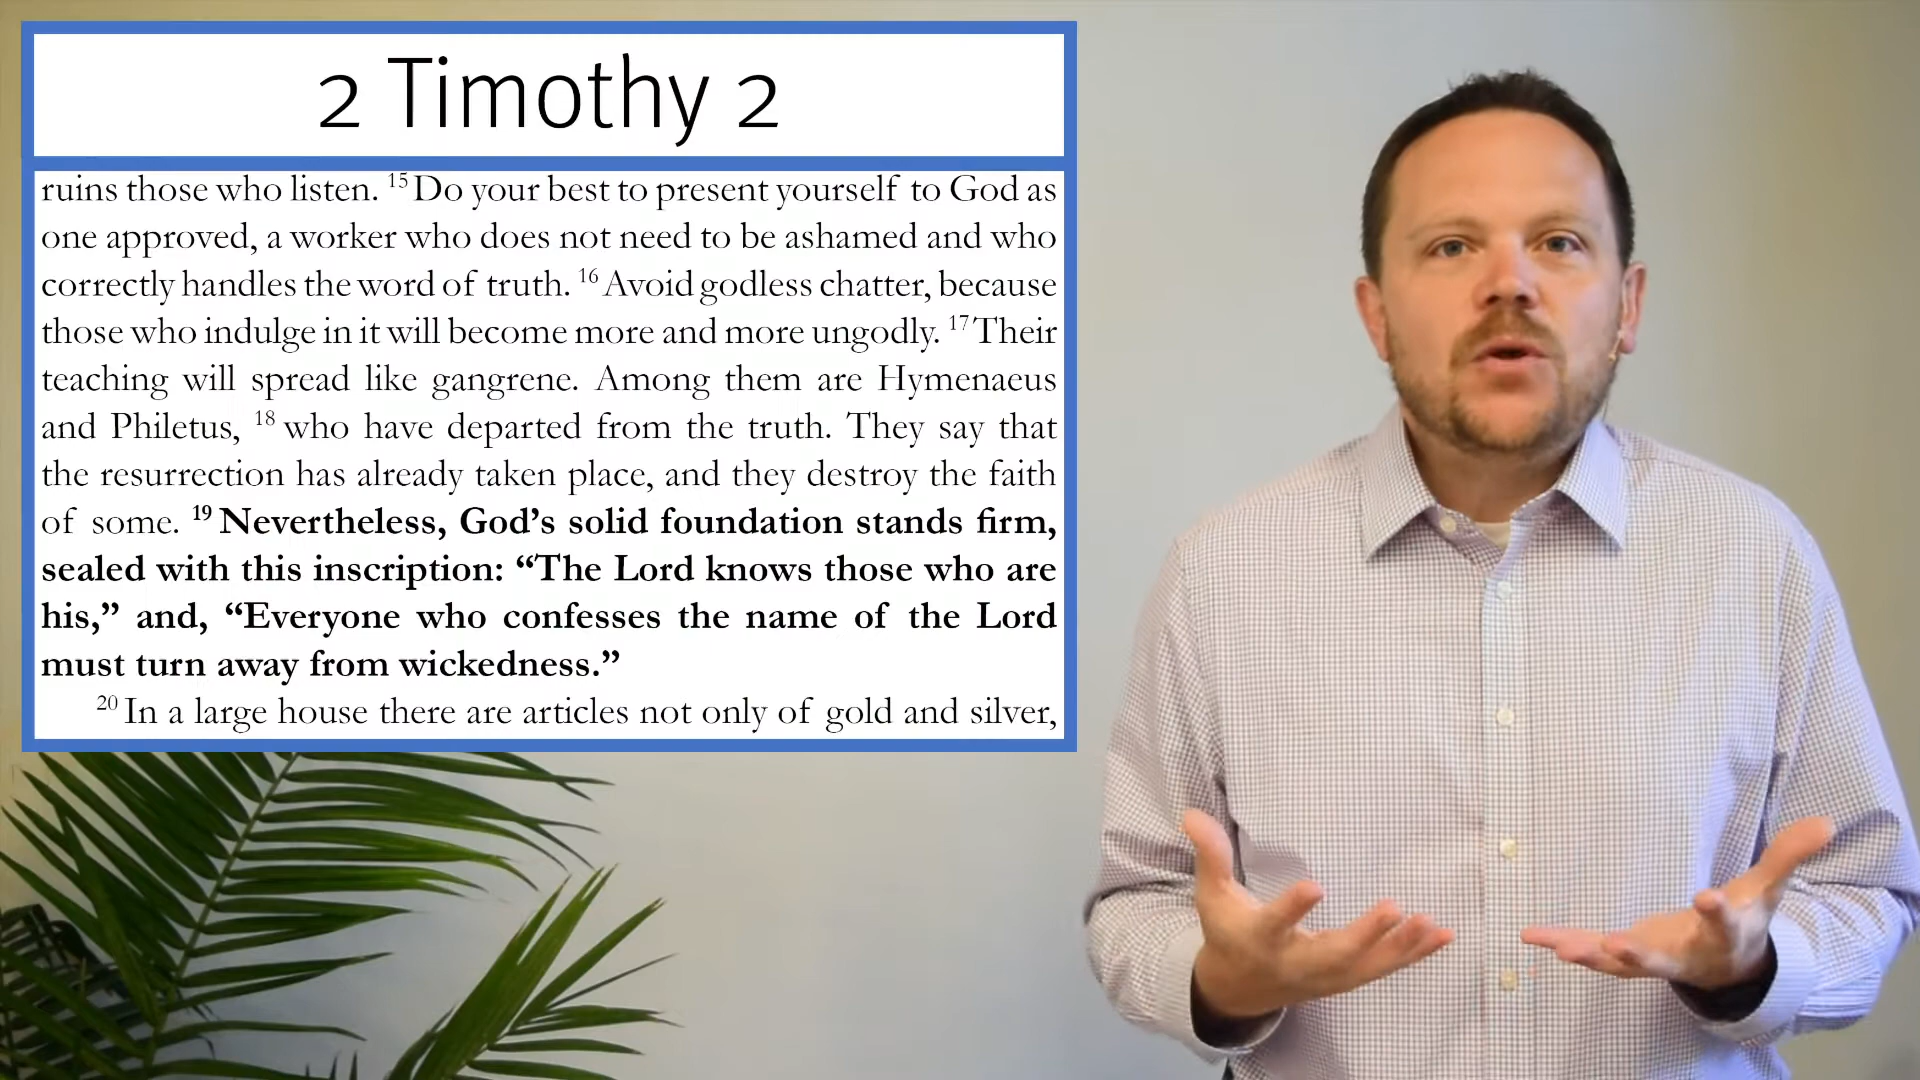 2 Timothy 2
ruins those who listen. 15 Do your best to present yourself to God as
one approved, a worker who does not need to be ashamed and who
correctly handles the word of truth. 16 Avoid godless chatter, because
those who indulge in it will become more and more ungodly. 17 Their
teaching will spread like gangrene. Among them are Hymenaeus
and Philetus, 18 who have departed from the truth. They say that
the resurrection has already taken place, and they destroy the faith
of some. 19 Nevertheless, God’s solid foundation stands firm,
sealed with this inscription: “The Lord knows those who are
his,” and, “Everyone who confesses the name of the Lord
must turn away from wickedness.”
20 In a large house there are articles not only of gold and silver,